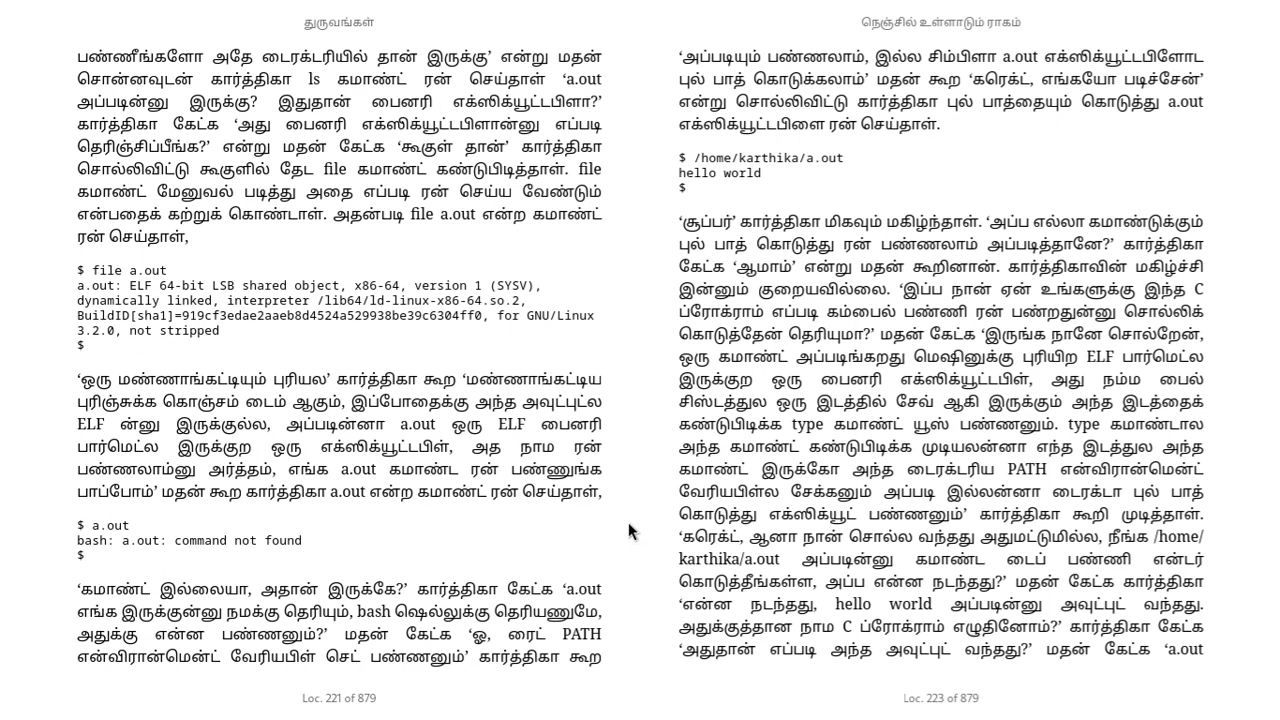 துருவங்கள்
பண்ணீங்களோ அதே டைரக்டரியில் தான் இருக்கு’ என்று மதன்
சொன்னவுடன் கார்த்திகா ls கமாண்ட் ரன் செய்தாள் ‘a.out
அப்படின்னு இருக்கு? இதுதான் பைனரி எக்ஸிக்யூட்டபிளா?’
கார்த்திகா கேட்க ‘அது பைனரி எக்ஸிக்யூட்டபிளான்னு எப்படி
தெரிஞ்சிப்பீங்க?’ என்று மதன் கேட்க ‘கூகுள் தான்’ கார்த்திகா
சொல்லிவிட்டு கூகுளில் தேட file கமாண்ட் கண்டுபிடித்தாள். file
கமாண்ட் மேனுவல் படித்து அதை எப்படி ரன் செய்ய வேண்டும்
என்பதைக் கற்றுக் கொண்டாள். அதன்படி file a.out என்ற கமாண்ட்
ரன் செய்தாள்,
$ file a.out
a.out: ELF 64-bit LSB shared object, x86-64, version 1 (SYSV),
dynamically linked, interpreter /lib64/ld-linux-x86-64.so.2,
BuildID[sha1]=919cf3edae2aaeb8d4524a529938be39c6304ff0, for GNU/Linux
3.2.0, not stripped
$
‘ஒரு மண்ணாங்கட்டியும் புரியல’ கார்த்திகா கூற ‘மண்ணாங்கட்டிய
புரிஞ்சுக்க கொஞ்சம் டைம் ஆகும், இப்போதைக்கு அந்த அவுட்புட்ல
ELF ன்னு இருக்குல்ல, அப்படின்னா a.out ஒரு ELF பைனரி
பார்மெட்ல இருக்குற ஒரு எக்ஸிக்யூட்டபிள், அத நாம ரன்
பண்ணலாம்னு அர்த்தம், எங்க a.out கமாண்ட ரன் பண்ணுங்க
பாப்போம்’ மதன் கூற கார்த்திகா a.out என்ற கமாண்ட் ரன் செய்தாள்,
$ a.out
bash: a.out: command not found
$
‘கமாண்ட் இல்லையா, அதான் இருக்கே?’ கார்த்திகா கேட்க ‘a.out
எங்க இருக்குன்னு நமக்கு தெரியும், bash ஷெல்லுக்கு தெரியணுமே,
அதுக்கு என்ன பண்ணனும்?’ மதன் கேட்க ‘ஓ, ரைட் PATH
என்விரான்மென்ட் வேரியபிள் செட் பண்ணனும்’ கார்த்திகா கூற
Loc. 221 of 879
நெஞ்சில் உள்ளாடும் ராகம்
‘அப்படியும் பண்ணலாம், இல்ல சிம்பிளா a.out எக்ஸிக்யூட்டபிளோட
புல் பாத் கொடுக்கலாம்’ மதன் கூற ‘கரெக்ட், எங்கயோ படிச்சேன்’
என்று சொல்லிவிட்டு கார்த்திகா புல் பாத்தையும் கொடுத்து a.out
எக்ஸிக்யூட்டபிளை ரன் செய்தாள்.
$ /home/karthika/a.out
hello world
$
‘சூப்பர்’ கார்த்திகா மிகவும் மகிழ்ந்தாள். ‘அப்ப எல்லா கமாண்டுக்கும்
புல் பாத் கொடுத்து ரன் பண்ணலாம் அப்படித்தானே?’ கார்த்திகா
கேட்க ‘ஆமாம்’ என்று மதன் கூறினான். கார்த்திகாவின் மகிழ்ச்சி
இன்னும் குறையவில்லை. ‘இப்ப நான் ஏன் உங்களுக்கு இந்த C
ப்ரோக்ராம் எப்படி கம்பைல் பண்ணி ரன் பண்றதுன்னு சொல்லிக்
கொடுத்தேன் தெரியுமா?’ மதன் கேட்க ‘இருங்க நானே சொல்றேன்,
ஒரு கமாண்ட் அப்படிங்கறது மெஷினுக்கு புரியிற ELF பார்மெட்ல
இருக்குற ஒரு பைனரி எக்ஸிக்யூட்டபிள், அது நம்ம பைல்
சிஸ்டத்துல ஒரு இடத்தில் சேவ் ஆகி இருக்கும் அந்த இடத்தைக்
கண்டுபிடிக்க type கமாண்ட் யூஸ் பண்ணனும். type கமாண்டால
அந்த கமாண்ட் கண்டுபிடிக்க முடியலன்னா எந்த இடத்துல அந்த
கமாண்ட் இருக்கோ அந்த டைரக்டரிய PATH என்விரான்மென்ட்
வேரியபிள்ல சேக்கனும் அப்படி இல்லன்னா டைரக்டா புல் பாத்
கொடுத்து எக்ஸிக்யூட் பண்ணனும்’ கார்த்திகா கூறி முடித்தாள்.
‘கரெக்ட், ஆனா நான் சொல்ல வந்தது அதுமட்டுமில்ல, நீங்க /home/
karthika/a.out அப்படின்னு கமாண்ட டைப் பண்ணி என்டர்
கொடுத்தீங்கள்ள, அப்ப என்ன நடந்தது?’ மதன் கேட்க கார்த்திகா
‘என்ன நடந்தது, hello world அப்படின்னு அவுட்புட் வந்தது.
அதுக்குத்தான நாம C ப்ரோக்ராம் எழுதினோம்?’ கார்த்திகா கேட்க
‘அதுதான் எப்படி அந்த அவுட்புட் வந்தது?’ மதன் கேட்க ‘a.out
Loc. 223 of 879